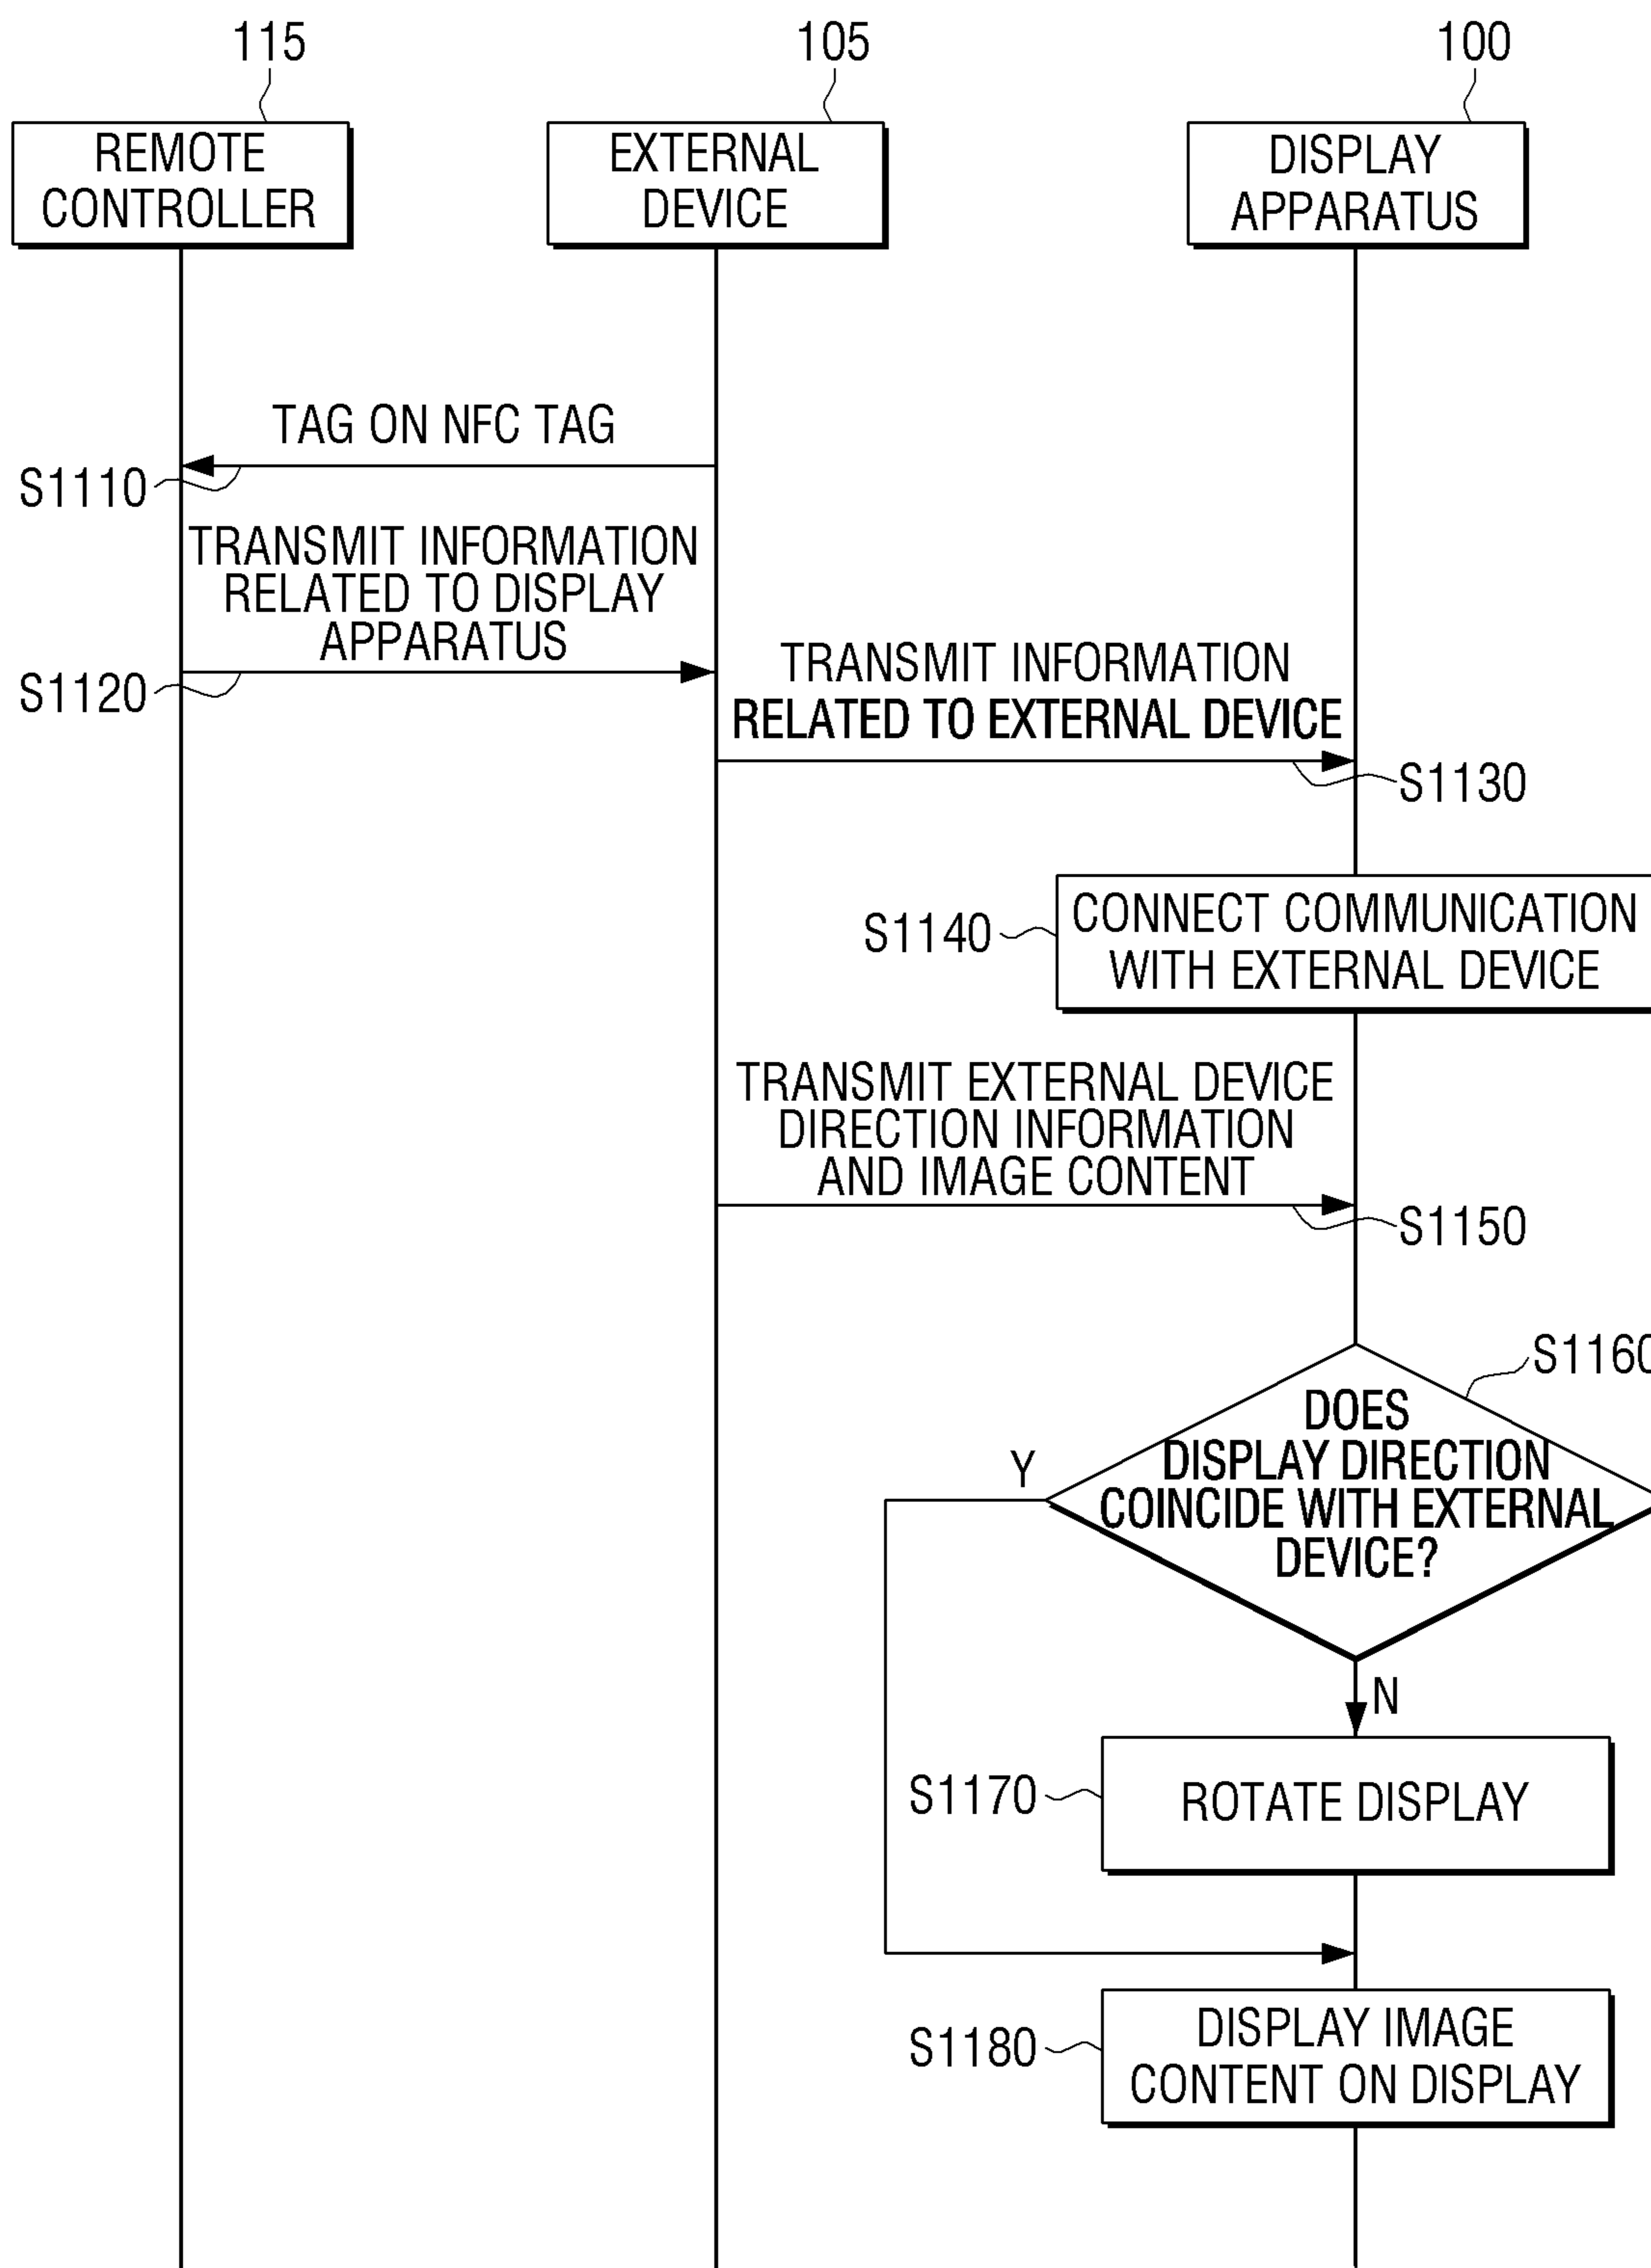 115
105
100
REMOTE
CONTROLLER
EXTERNAL
DEVICE
DISPLAY
APPARATUS
TAG ON NFC TAG
S1110
TRANSMIT INFORMATION
RELATED TO DISPLAY
APPARATUS
S1120
TRANSMIT INFORMATION
RELATED TO EXTERNAL DEVICE
S1130
S1140
CONNECT COMMUNICATION
WITH EXTERNAL DEVICE
TRANSMIT EXTERNAL DEVICE
DIRECTION INFORMATION
AND IMAGE CONTENT
S1150
S1160
DOES
DISPLAY DIRECTION
COINCIDE WITH EXTERNAL
DEVICE?
Y
N
S1170
ROTATE DISPLAY
S1180
DISPLAY IMAGE
CONTENT ON DISPLAY